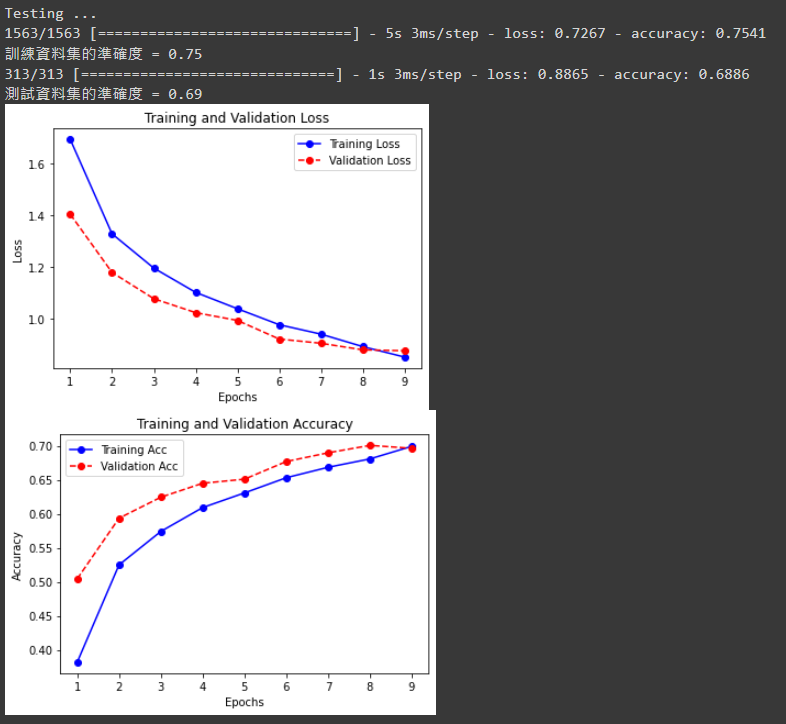 Testing ...
1563/1563 [==============================] - 5s 3ms/step - loss: 0.7267 - accuracy: 0.7541
訓練資料集的準確度 = 0.75
313/313 [==============================] - 1s 3ms/step - loss: 0.8865 - accuracy: 0.6886
測試資料集的準確度 = 0.69
Training and Validation Loss
Training Loss
Validation Loss
1.6
1.4
1.2
1.0
Loss
1 2 3 4 5 6 7 8 9
Epochs
Training and Validation Accuracy
Training Acc
Validation Acc
0.70
0.65
0.60
0.55
0.50
0.45
0.40
Accuracy
1 2 3 4 5 6 7 8 9
Epochs